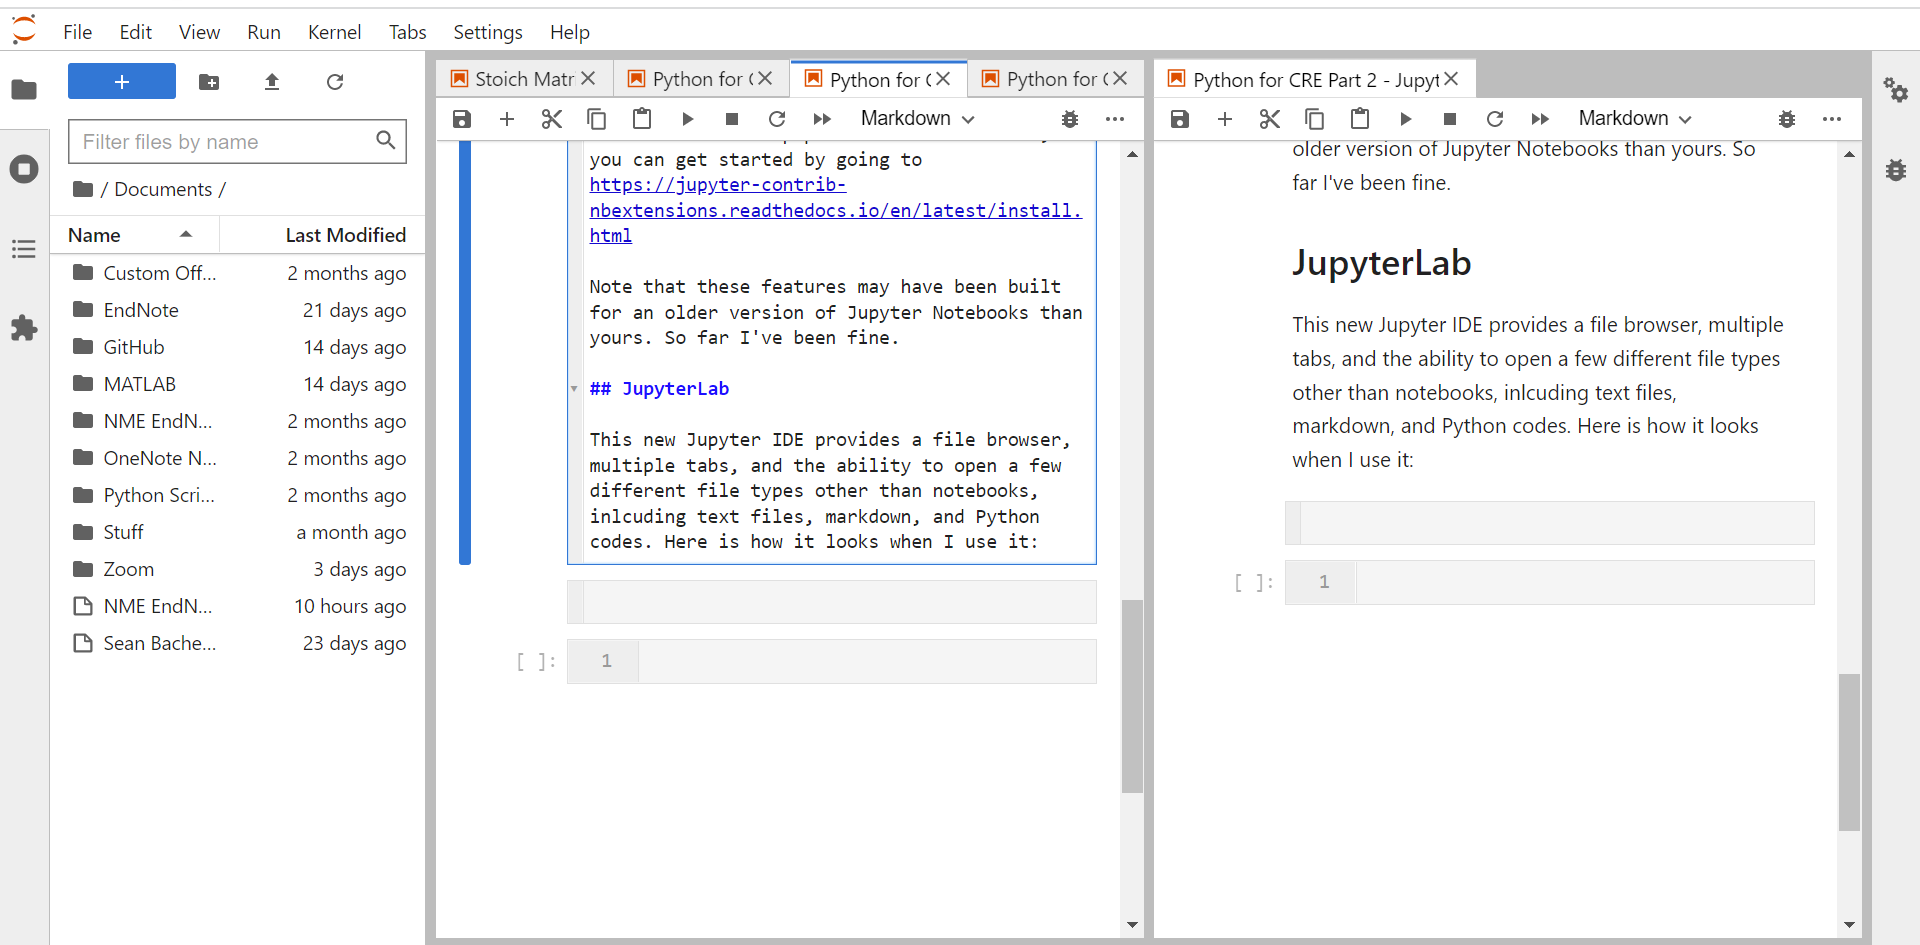 File Edit View Run Kernel Tabs Settings Help
Filter files by name
/ Documents /
Name Last Modified
Custom Off... 2 months ago
EndNote 21 days ago
GitHub 14 days ago
MATLAB 14 days ago
NME EndN... 2 months ago
OneNote N... 2 months ago
Python Scri... 2 months ago
Stuff a month ago
Zoom 3 days ago
NME EndN... 10 hours ago
Sean Bache... 23 days ago
Stoich Matr Python for Python for Python for
Markdown
you can get started by going to
https://jupyter-contrib-
nbextensions.readthedocs.io/en/latest/install.
html
Note that these features may have been built
for an older version of Jupyter Notebooks than
yours. So far I've been fine.
## JupyterLab
This new Jupyter IDE provides a file browser,
multiple tabs, and the ability to open a few
different file types other than notebooks,
inlcuding text files, markdown, and Python
codes. Here is how it looks when I use it:
[ ]: 1
Python for CRE Part 2 - Jupyt
Markdown
older version of Jupyter Notebooks than yours. So
far I've been fine.
JupyterLab
This new Jupyter IDE provides a file browser, multiple
tabs, and the ability to open a few different file types
other than notebooks, inlcuding text files,
markdown, and Python codes. Here is how it looks
when I use it:
[ ]: 1